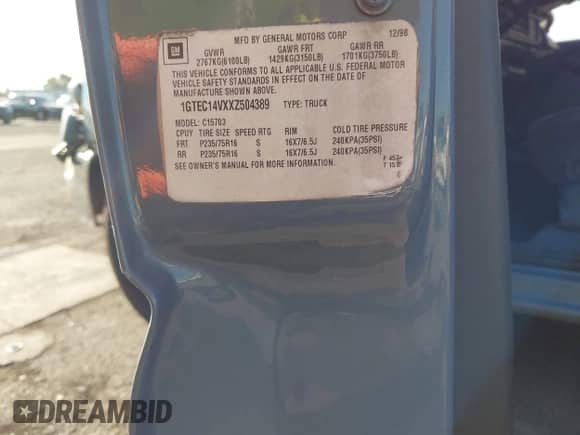 GM
MFD BY GENERAL MOTORS CORP 12/98
GVWR GAWR FRT GAWR RR
2767KG(6100LB) 1429KG(3150LB) 1701KG(3750LB)
THIS VEHICLE CONFORMS TO ALL APPLICABLE U.S. FEDERAL MOTOR
VEHICLE SAFETY STANDARDS IN EFFECT ON THE DATE OF
MANUFACTURE SHOWN ABOVE.
1GTEC14VXXZ504389 TYPE: TRUCK
MODEL: C15703
CPUY TIRE SIZE SPEED RTG RIM COLD TIRE PRESSURE
FRT P235/75R16 S 16X7/6.5J 240KPA(35PSI)
RR P235/75R16 S 16X7/6.5J 240KPA(35PSI)
SEE OWNER'S MANUAL FOR MORE INFORMATION.
DREAMBID